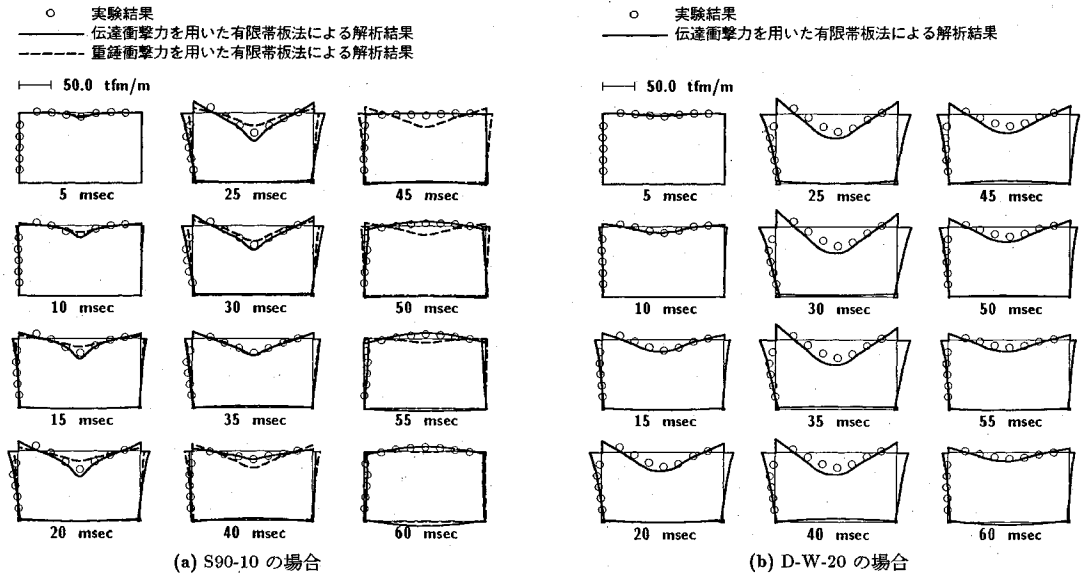 ○ 実験結果
伝達衝撃力を用いた有限帯板法による解析結果
重錘衝撃力を用いた有限帯板法による解析結果
50.0 tfm/m
5 msec
25 msec
45 msec
10 msec
30 msec
50 msec
15 msec
35 msec
55 msec
20 msec
40 msec
60 msec
(a) S90-10 の場合
○ 実験結果
伝達衝撃力を用いた有限帯板法による解析結果
50.0 tfm/m
5 msec
25 msec
45 msec
10 msec
30 msec
50 msec
15 msec
35 msec
55 msec
20 msec
40 msec
60 msec
(b) D-W-20 の場合